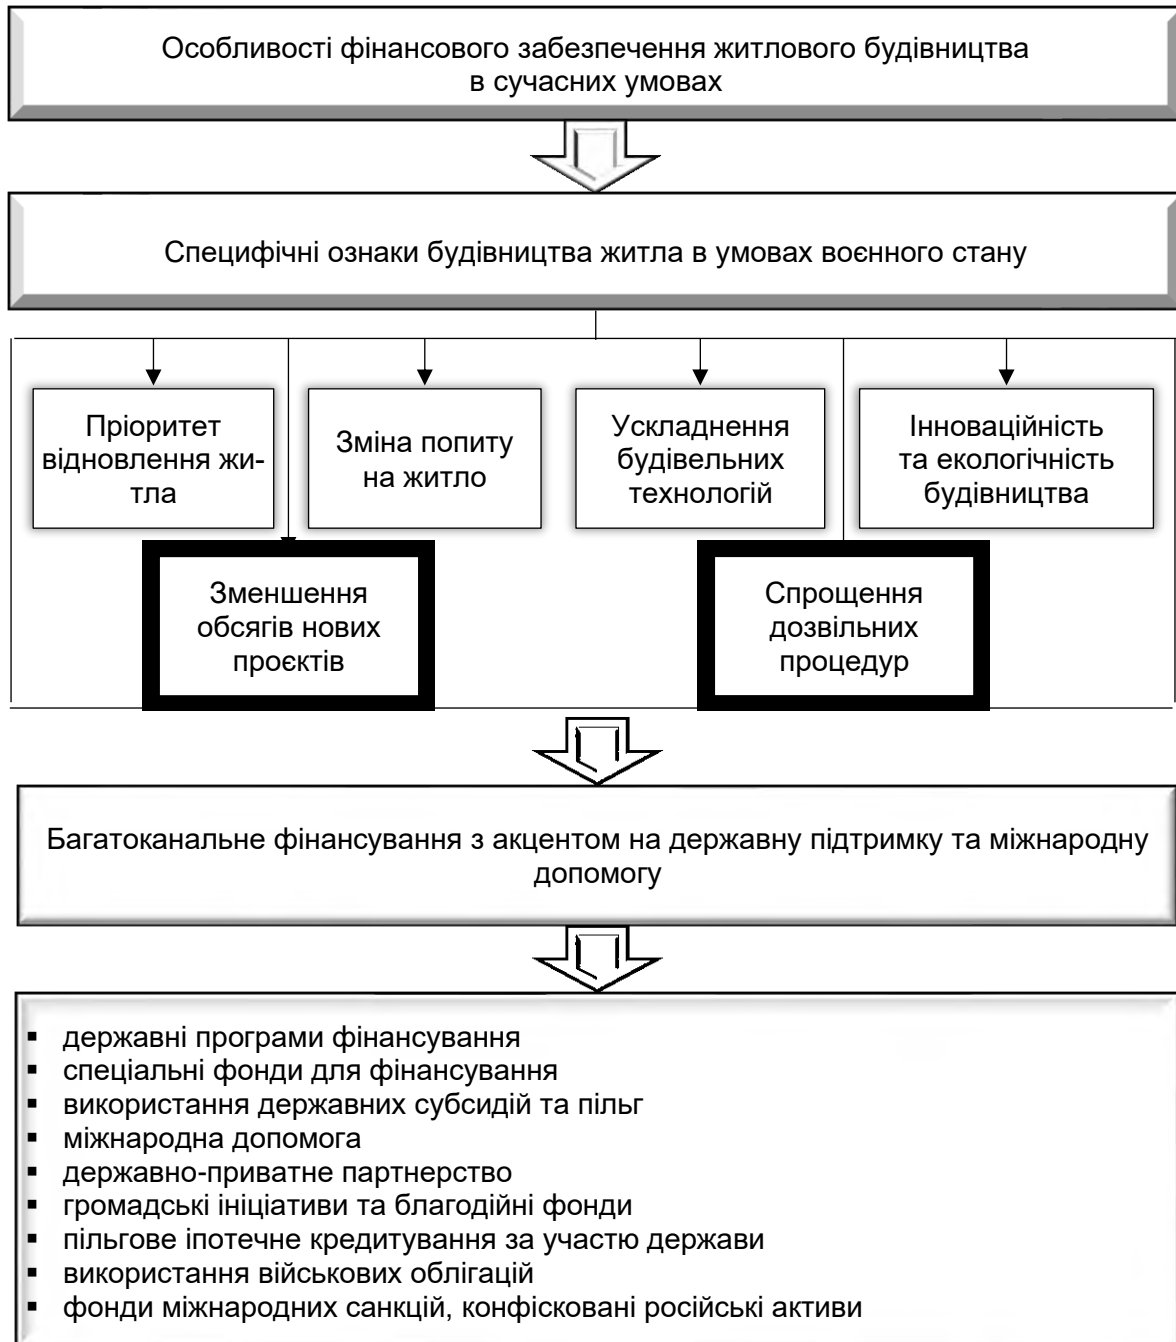 Особливості фінансового забезпечення житлового будівництва
в сучасних умовах
Специфічні ознаки будівництва житла в умовах воєнного стану
Пріоритет
відновлення жи-
тла
Зміна попиту
на житло
Ускладнення
будівельних
технологій
Інноваційність
та екологічність
будівництва
Зменшення
обсягів нових
проєктів
Спрощення
дозвільних
процедур
Багатоканальне фінансування з акцентом на державну підтримку та міжнародну
допомогу
▪ державні програми фінансування
▪ спеціальні фонди для фінансування
▪ використання державних субсидій та пільг
▪ міжнародна допомога
▪ державно-приватне партнерство
▪ громадські ініціативи та благодійні фонди
▪ пільгове іпотечне кредитування за участю держави
▪ використання військових облігацій
▪ фонди міжнародних санкцій, конфісковані російські активи